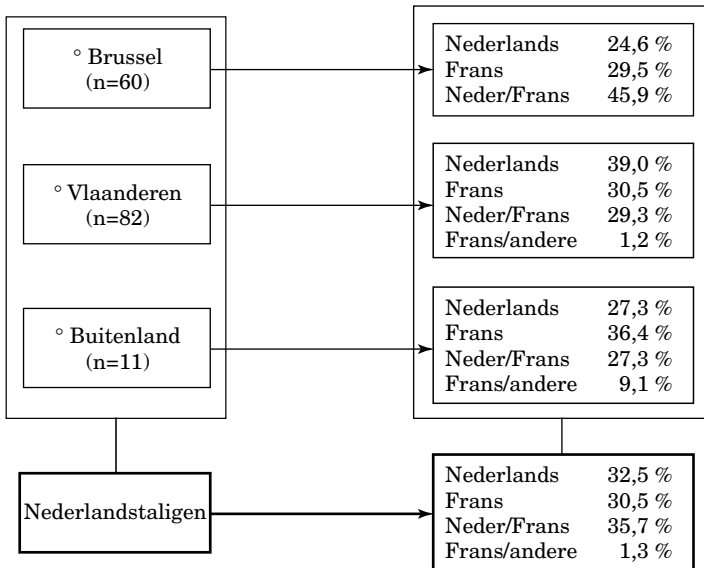 ° Brussel
(n=60)
Nederlands 24,6 %
Frans 29,5 %
Neder/Frans 45,9 %
° Vlaanderen
(n=82)
Nederlands 39,0 %
Frans 30,5 %
Neder/Frans 29,3 %
Frans/andere 1,2 %
° Buitenland
(n=11)
Nederlands 27,3 %
Frans 36,4 %
Neder/Frans 27,3 %
Frans/andere 9,1 %
Nederlandstaligen
Nederlands 32,5 %
Frans 30,5 %
Neder/Frans 35,7 %
Frans/andere 1,3 %